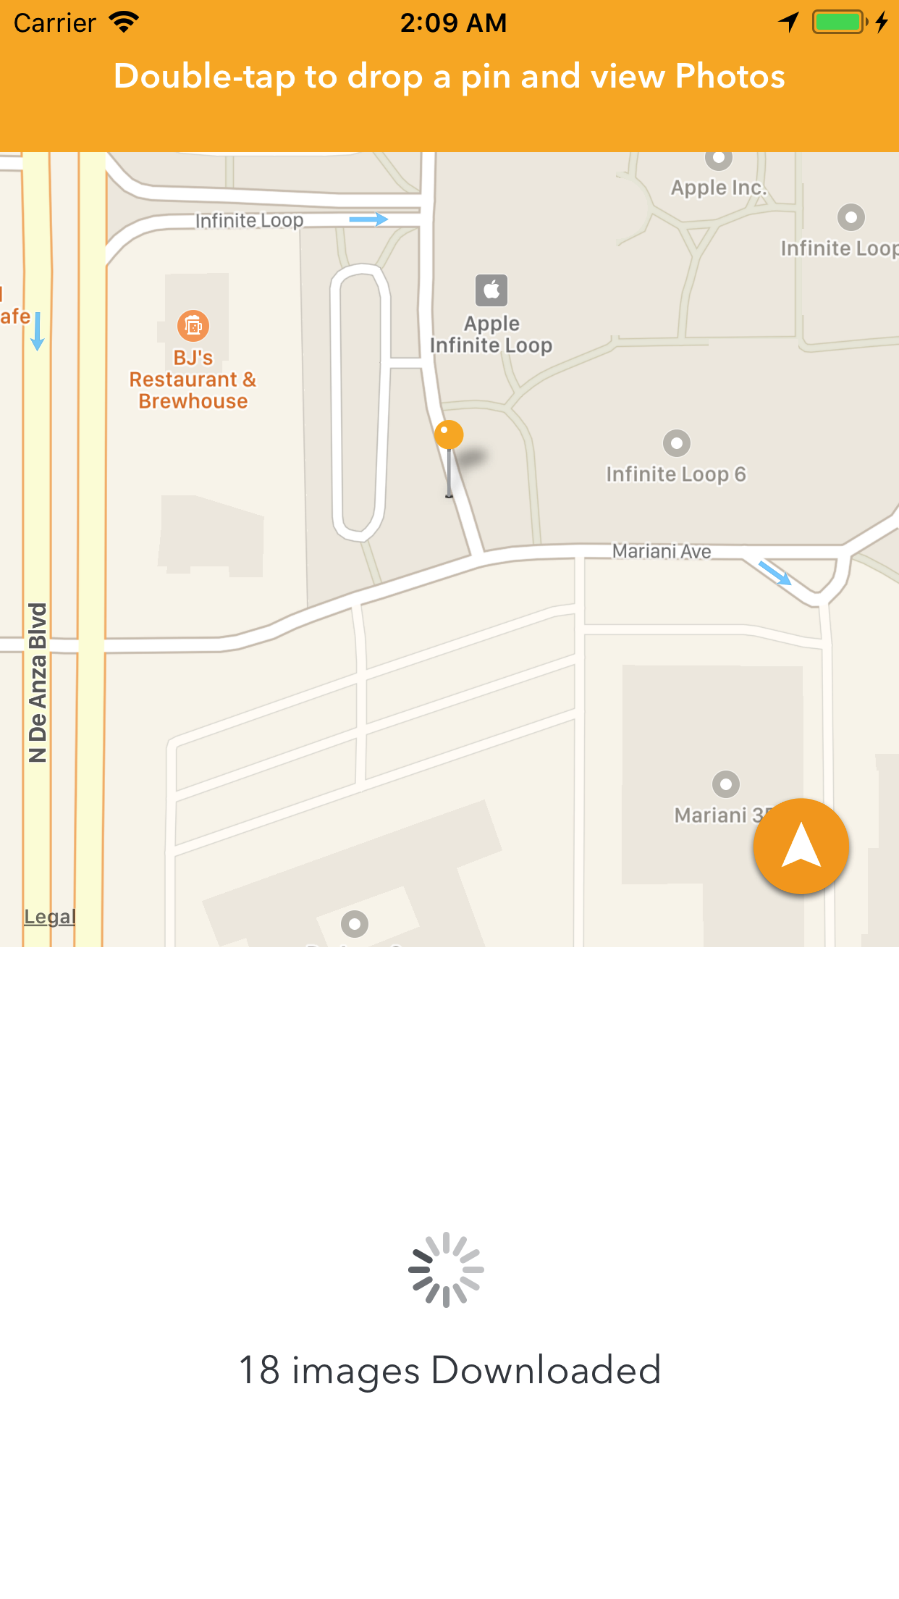 Carrier
2:09 AM
Double-tap to drop a pin and view Photos
Apple Inc.
Infinite Loop
Infinite Loop
afe
Apple
Infinite Loop
BJ's
Restaurant &
Brewhouse
Infinite Loop 6
Mariani Ave
N De Anza Blvd
Mariani
Legal
18 images Downloaded